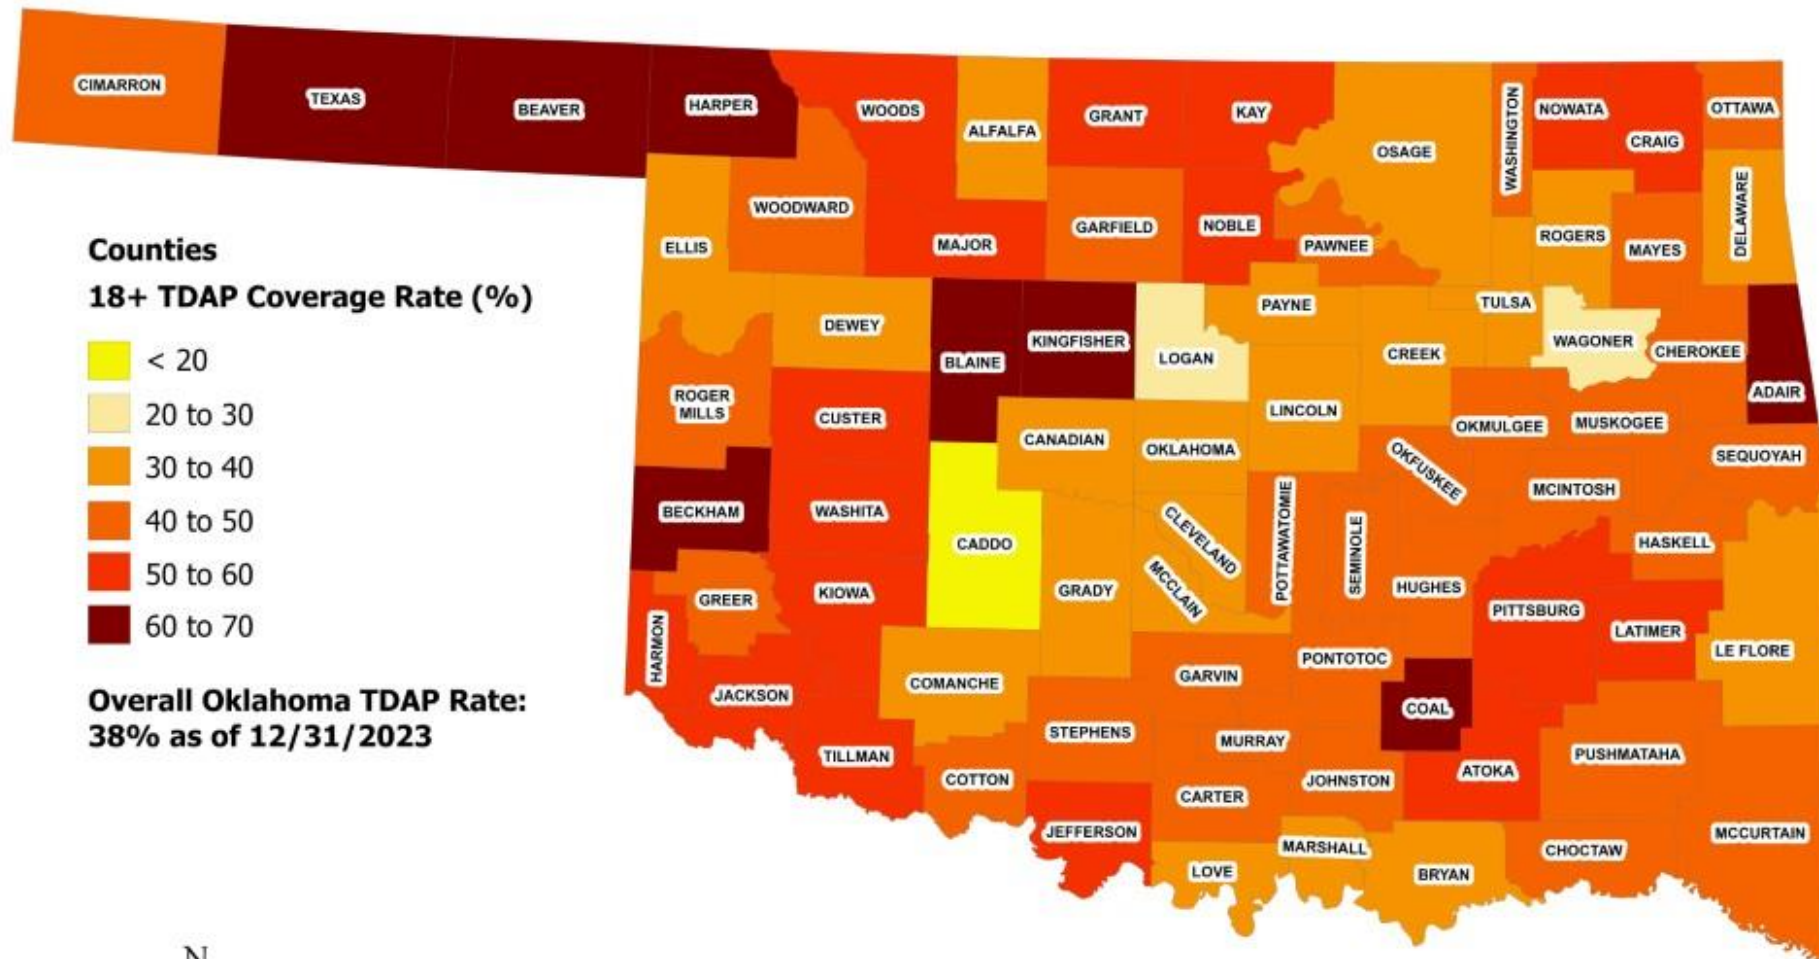 CIMARRON
TEXAS
BEAVER
HARPER
WOODS
ALFALFA
GRANT
KAY
OSAGE
WASHINGTON
NOWATA
CRAIG
OTTAWA
DELAWARE
ELLIS
WOODWARD
MAJOR
GARFIELD
NOBLE
PAWNEE
ROGERS
MAYES
Counties
18+ TDAP Coverage Rate (%)
< 20
20 to 30
30 to 40
40 to 50
50 to 60
60 to 70
Overall Oklahoma TDAP Rate:
38% as of 12/31/2023
DEWEY
BLAINE
KINGFISHER
LOGAN
PAYNE
CREEK
TULSA
WAGONER
CHEROKEE
ADAIR
ROGER
MILLS
CUSTER
CANADIAN
OKLAHOMA
LINCOLN
OKMULGEE
MUSKOGEE
SEQUOYAH
BECKHAM
WASHITA
CADDO
GRADY
CLEVELAND
MCCLAIN
POTTAWATOMIE
SEMINOLE
OKFUSKEE
MCINTOSH
HASKELL
HUGHES
PITTSBURG
LATIMER
LE FLORE
HARMON
GREER
KIOWA
JACKSON
COMANCHE
GARVIN
PONTOTOC
COAL
TILLMAN
COTTON
STEPHENS
MURRAY
CARTER
JOHNSTON
ATOKA
PUSHMATAHA
JEFFERSON
LOVE
MARSHALL
BRYAN
CHOCTAW
MCCURTAIN
N